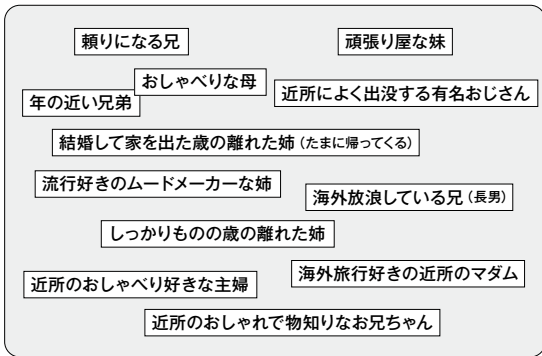 頼りになる兄
頑張り屋な妹
おしゃべりな母
年の近い兄弟
近所によく出没する有名おじさん
結婚して家を出た歳の離れた姉（たまに帰ってくる）
流行好きのムードメーカーな姉
海外放浪している兄（長男）
しっかりものの歳の離れた姉
海外旅行好きの近所のマダム
近所のおしゃべり好きな主婦
近所のおしゃれで物知りなお兄ちゃん